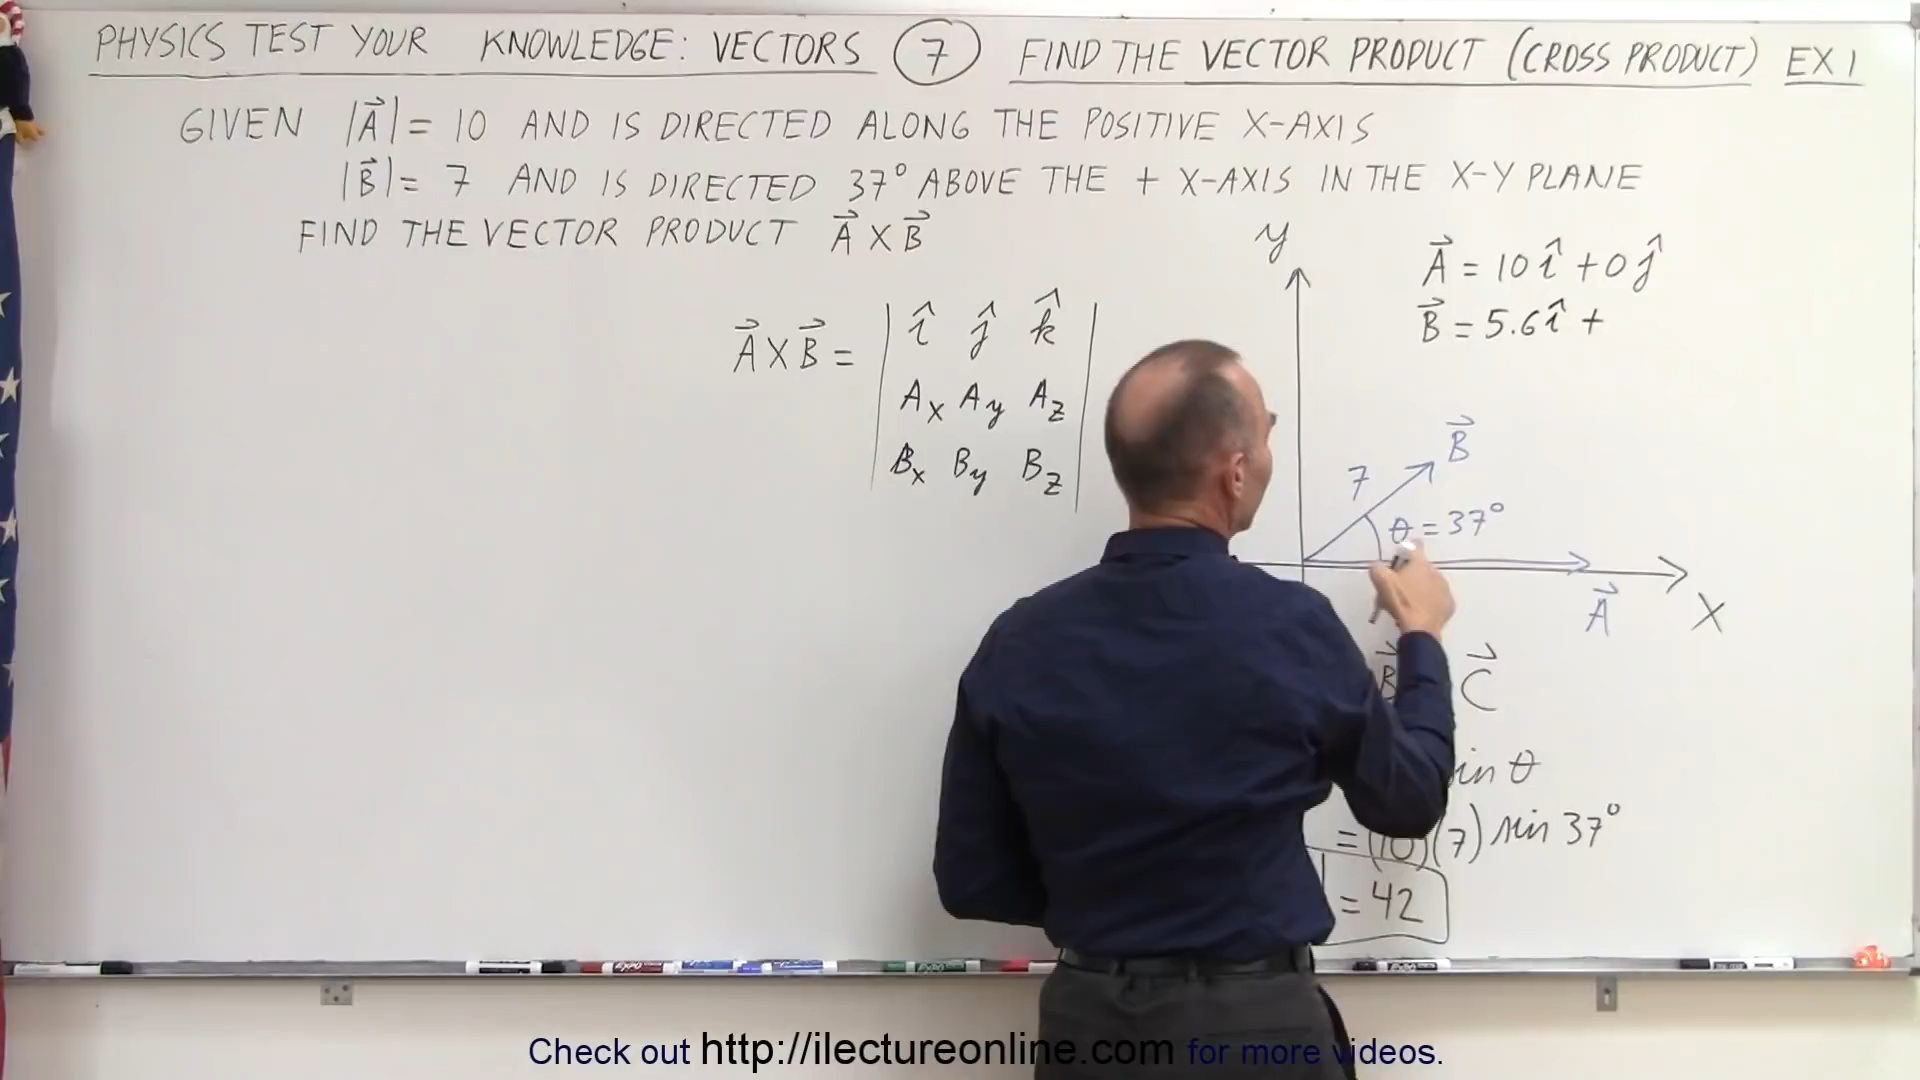 PHYSICS TEST YOUR KNOWLEDGE: VECTORS 7 FIND THE VECTOR PRODUCT (CROSS PRODUCT) EX 1
GIVEN |A⃗| = 10 AND IS DIRECTED ALONG THE POSITIVE X-AXIS
|B⃗| = 7 AND IS DIRECTED 37° ABOVE THE + X-AXIS IN THE X-Y PLANE
FIND THE VECTOR PRODUCT A⃗ X B⃗
A⃗ X B⃗ =
î ĵ k̂
Ax Ay Az
Bx By Bz
y
A⃗ = 10 î + 0 ĵ
B⃗ = 5.6 î +
B⃗
7
θ = 37°
A⃗
X
B⃗ C⃗
in θ
= (10)(7) sin 37°
= 42
EXPO
Check out http://ilectureonline.com for more videos.